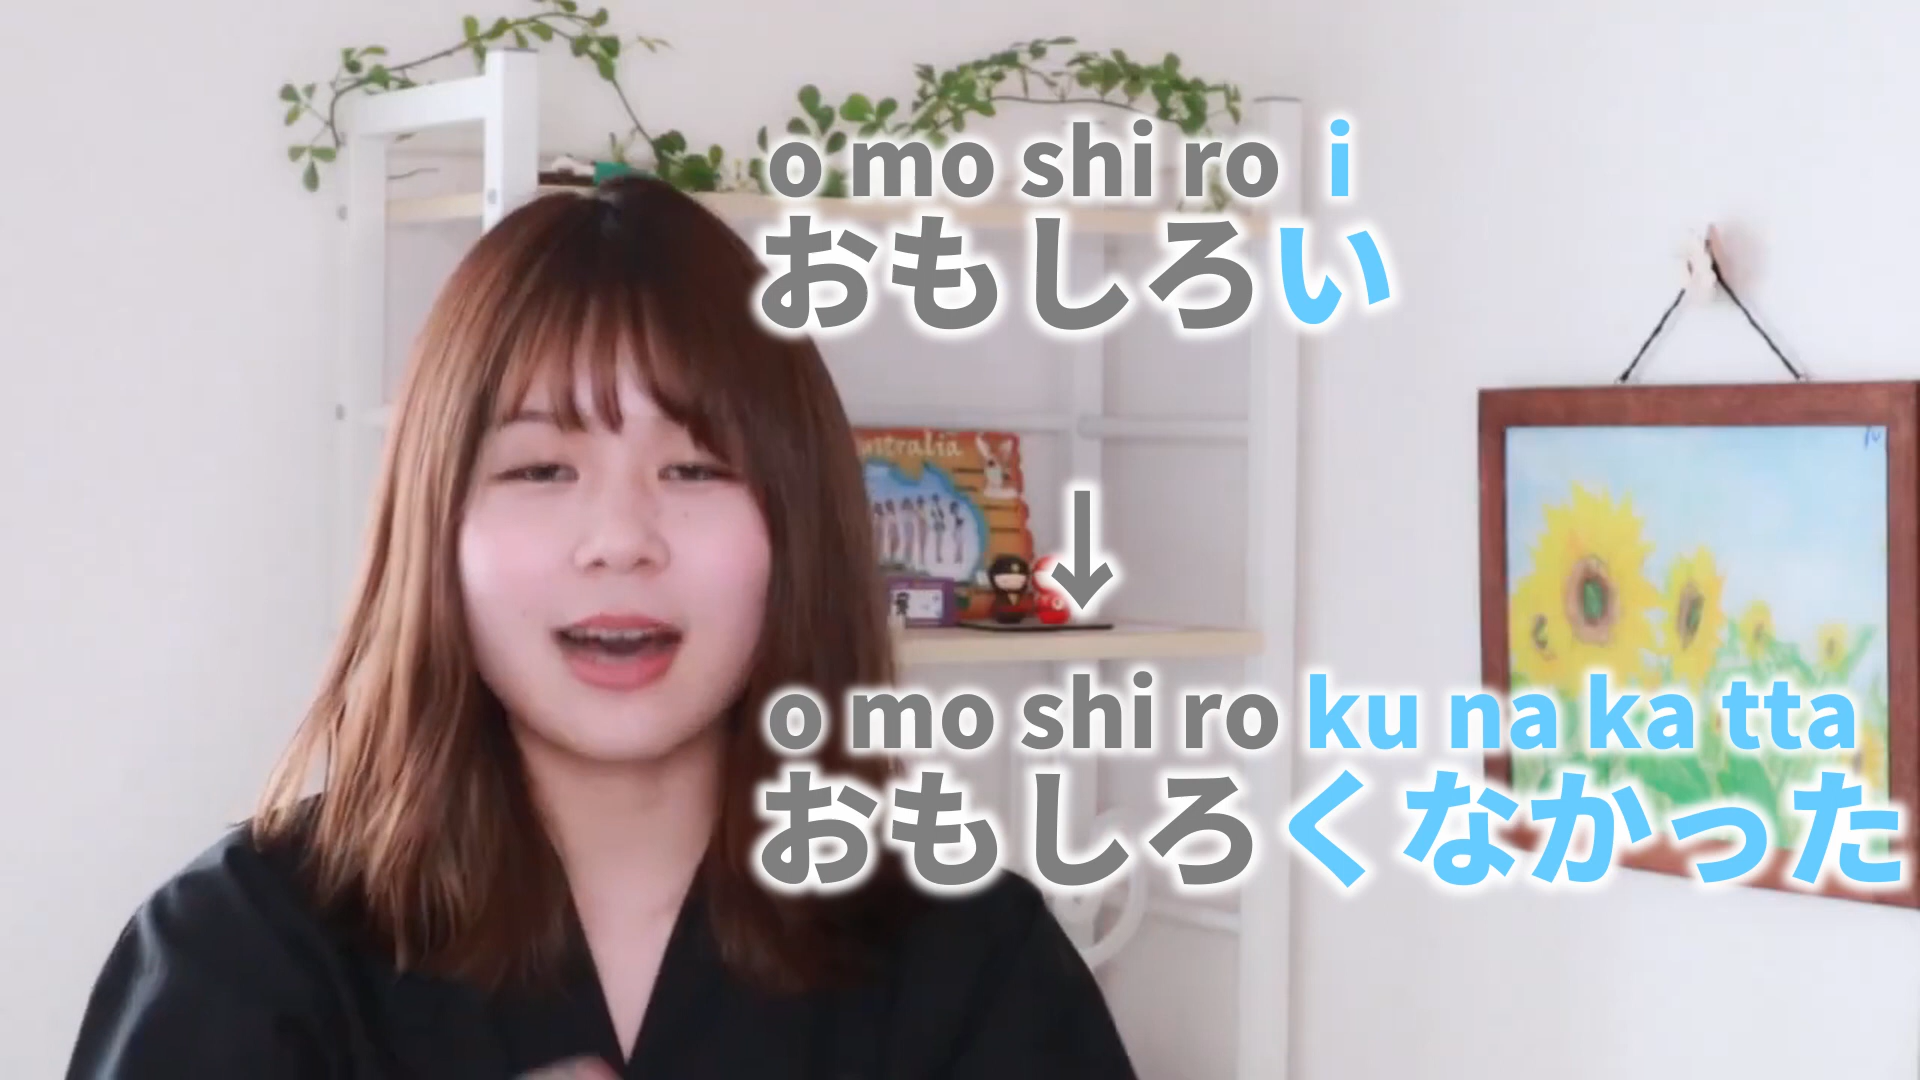 o mo shi ro i
おもしろい
Australia
↓
o mo shi ro ku na ka tta
おもしろくなかった